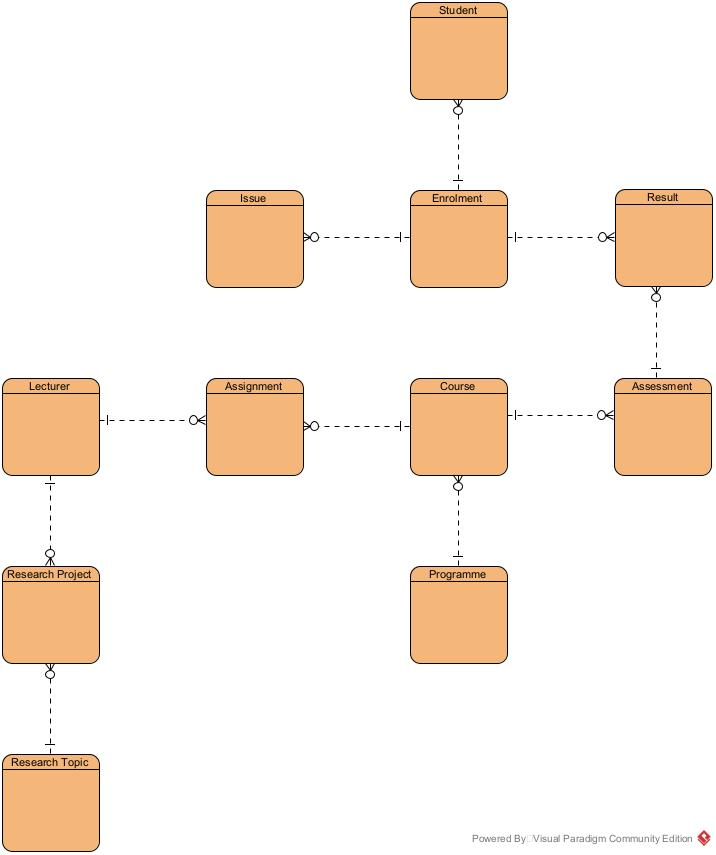 Student
Issue
Enrolment
Result
Lecturer
Assignment
Course
Assessment
Research Project
Programme
Research Topic
Powered By Visual Paradigm Community Edition